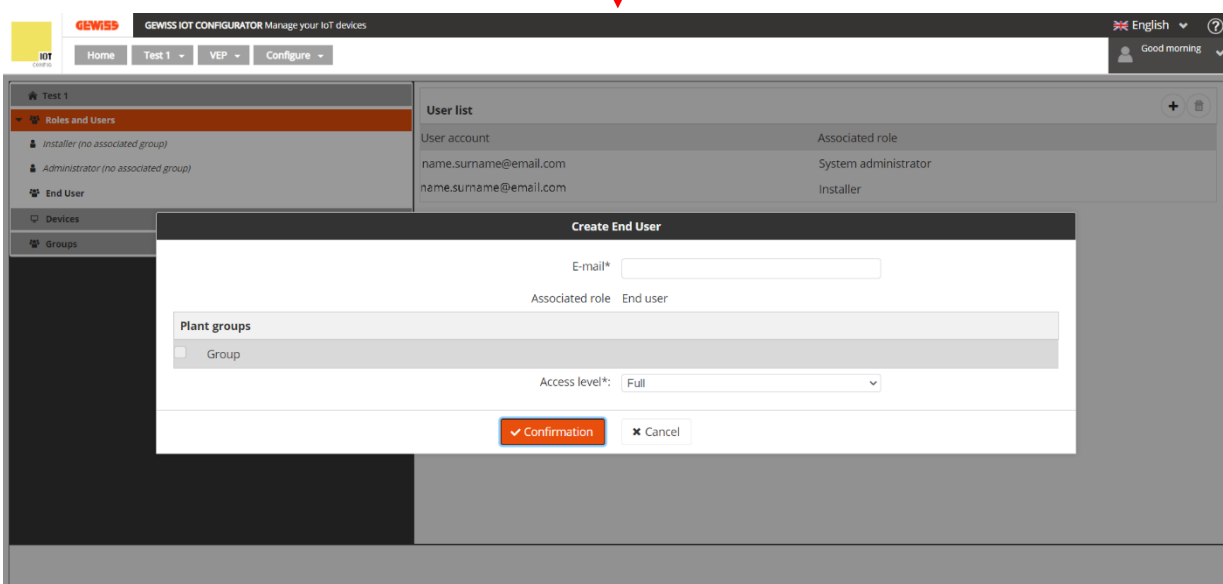 GEWISS GEWISS IOT CONFIGURATOR Manage your IoT devices English
IOT
CONFIG
Home Test 1 VEP Configure Good morning
Test 1
Roles and Users
Installer (no associated group)
Administrator (no associated group)
End User
Devices
Groups
User list
User account Associated role
name.surname@email.com System administrator
name.surname@email.com Installer
Create End User
E-mail*
Associated role End user
Plant groups
Group
Access level*: Full
Confirmation Cancel